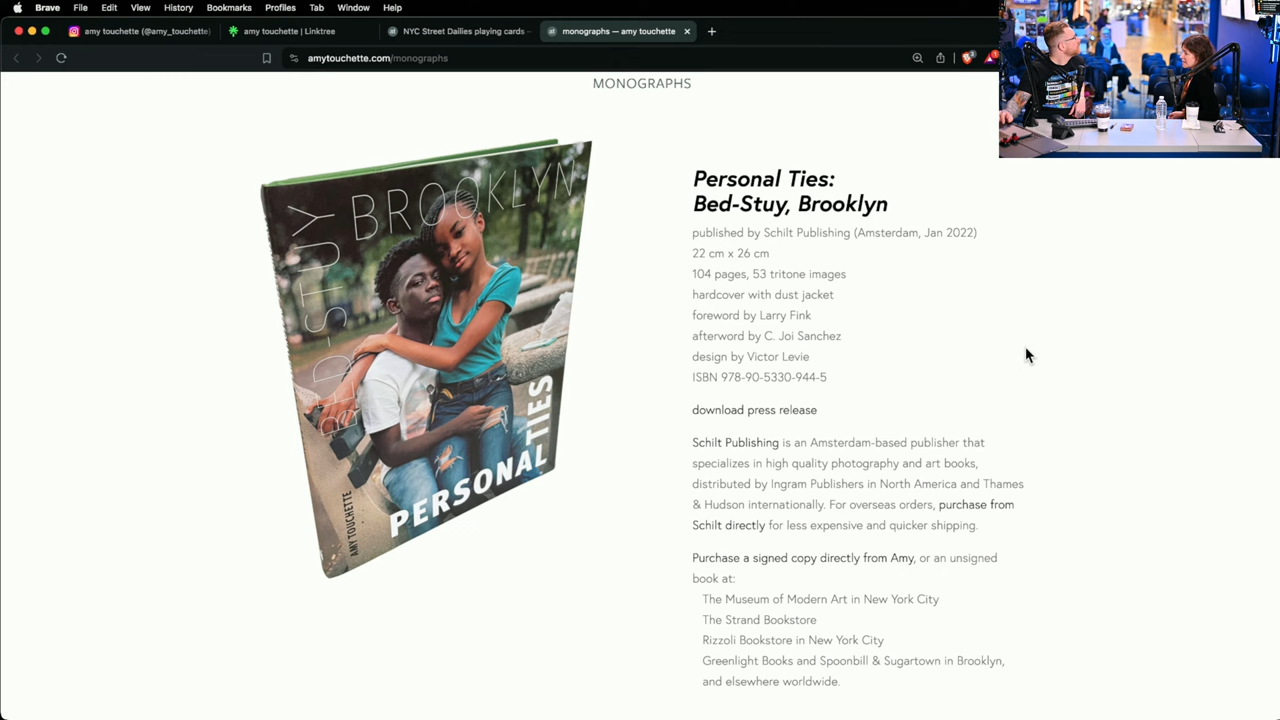 Brave File Edit View History Bookmarks Profiles Tab Window Help
amy touchette (@amy_touchette)
amy touchette | Linktree
NYC Street Dailies playing cards –
monographs — amy touchette
amytouchette.com/monographs
MONOGRAPHS
BED-STUY
BROOKLYN
PERSONAL TIES
AMY TOUCHETTE
Personal Ties:
Bed-Stuy, Brooklyn
published by Schilt Publishing (Amsterdam, Jan 2022)
22 cm x 26 cm
104 pages, 53 tritone images
hardcover with dust jacket
foreword by Larry Fink
afterword by C. Joi Sanchez
design by Victor Levie
ISBN 978-90-5330-944-5
download press release
Schilt Publishing is an Amsterdam-based publisher that
specializes in high quality photography and art books,
distributed by Ingram Publishers in North America and Thames
& Hudson internationally. For overseas orders, purchase from
Schilt directly for less expensive and quicker shipping.
Purchase a signed copy directly from Amy, or an unsigned
book at:
The Museum of Modern Art in New York City
The Strand Bookstore
Rizzoli Bookstore in New York City
Greenlight Books and Spoonbill & Sugartown in Brooklyn,
and elsewhere worldwide.